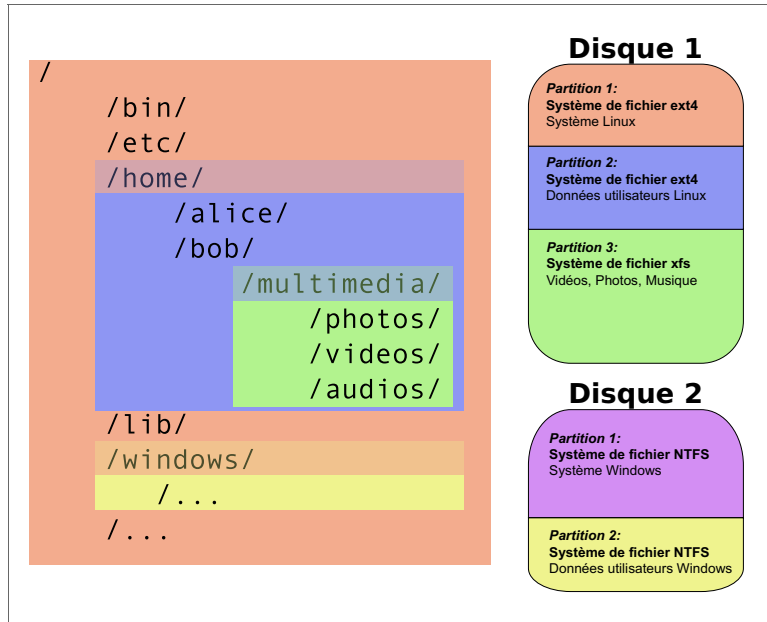 /
/bin/
/etc/
/home/
/alice/
/bob/
/multimedia/
/photos/
/videos/
/audios/
/lib/
/windows/
/...
/...
Disque 1
Partition 1:
Système de fichier ext4
Système Linux
Partition 2:
Système de fichier ext4
Données utilisateurs Linux
Partition 3:
Système de fichier xfs
Vidéos, Photos, Musique
Disque 2
Partition 1:
Système de fichier NTFS
Système Windows
Partition 2:
Système de fichier NTFS
Données utilisateurs Windows